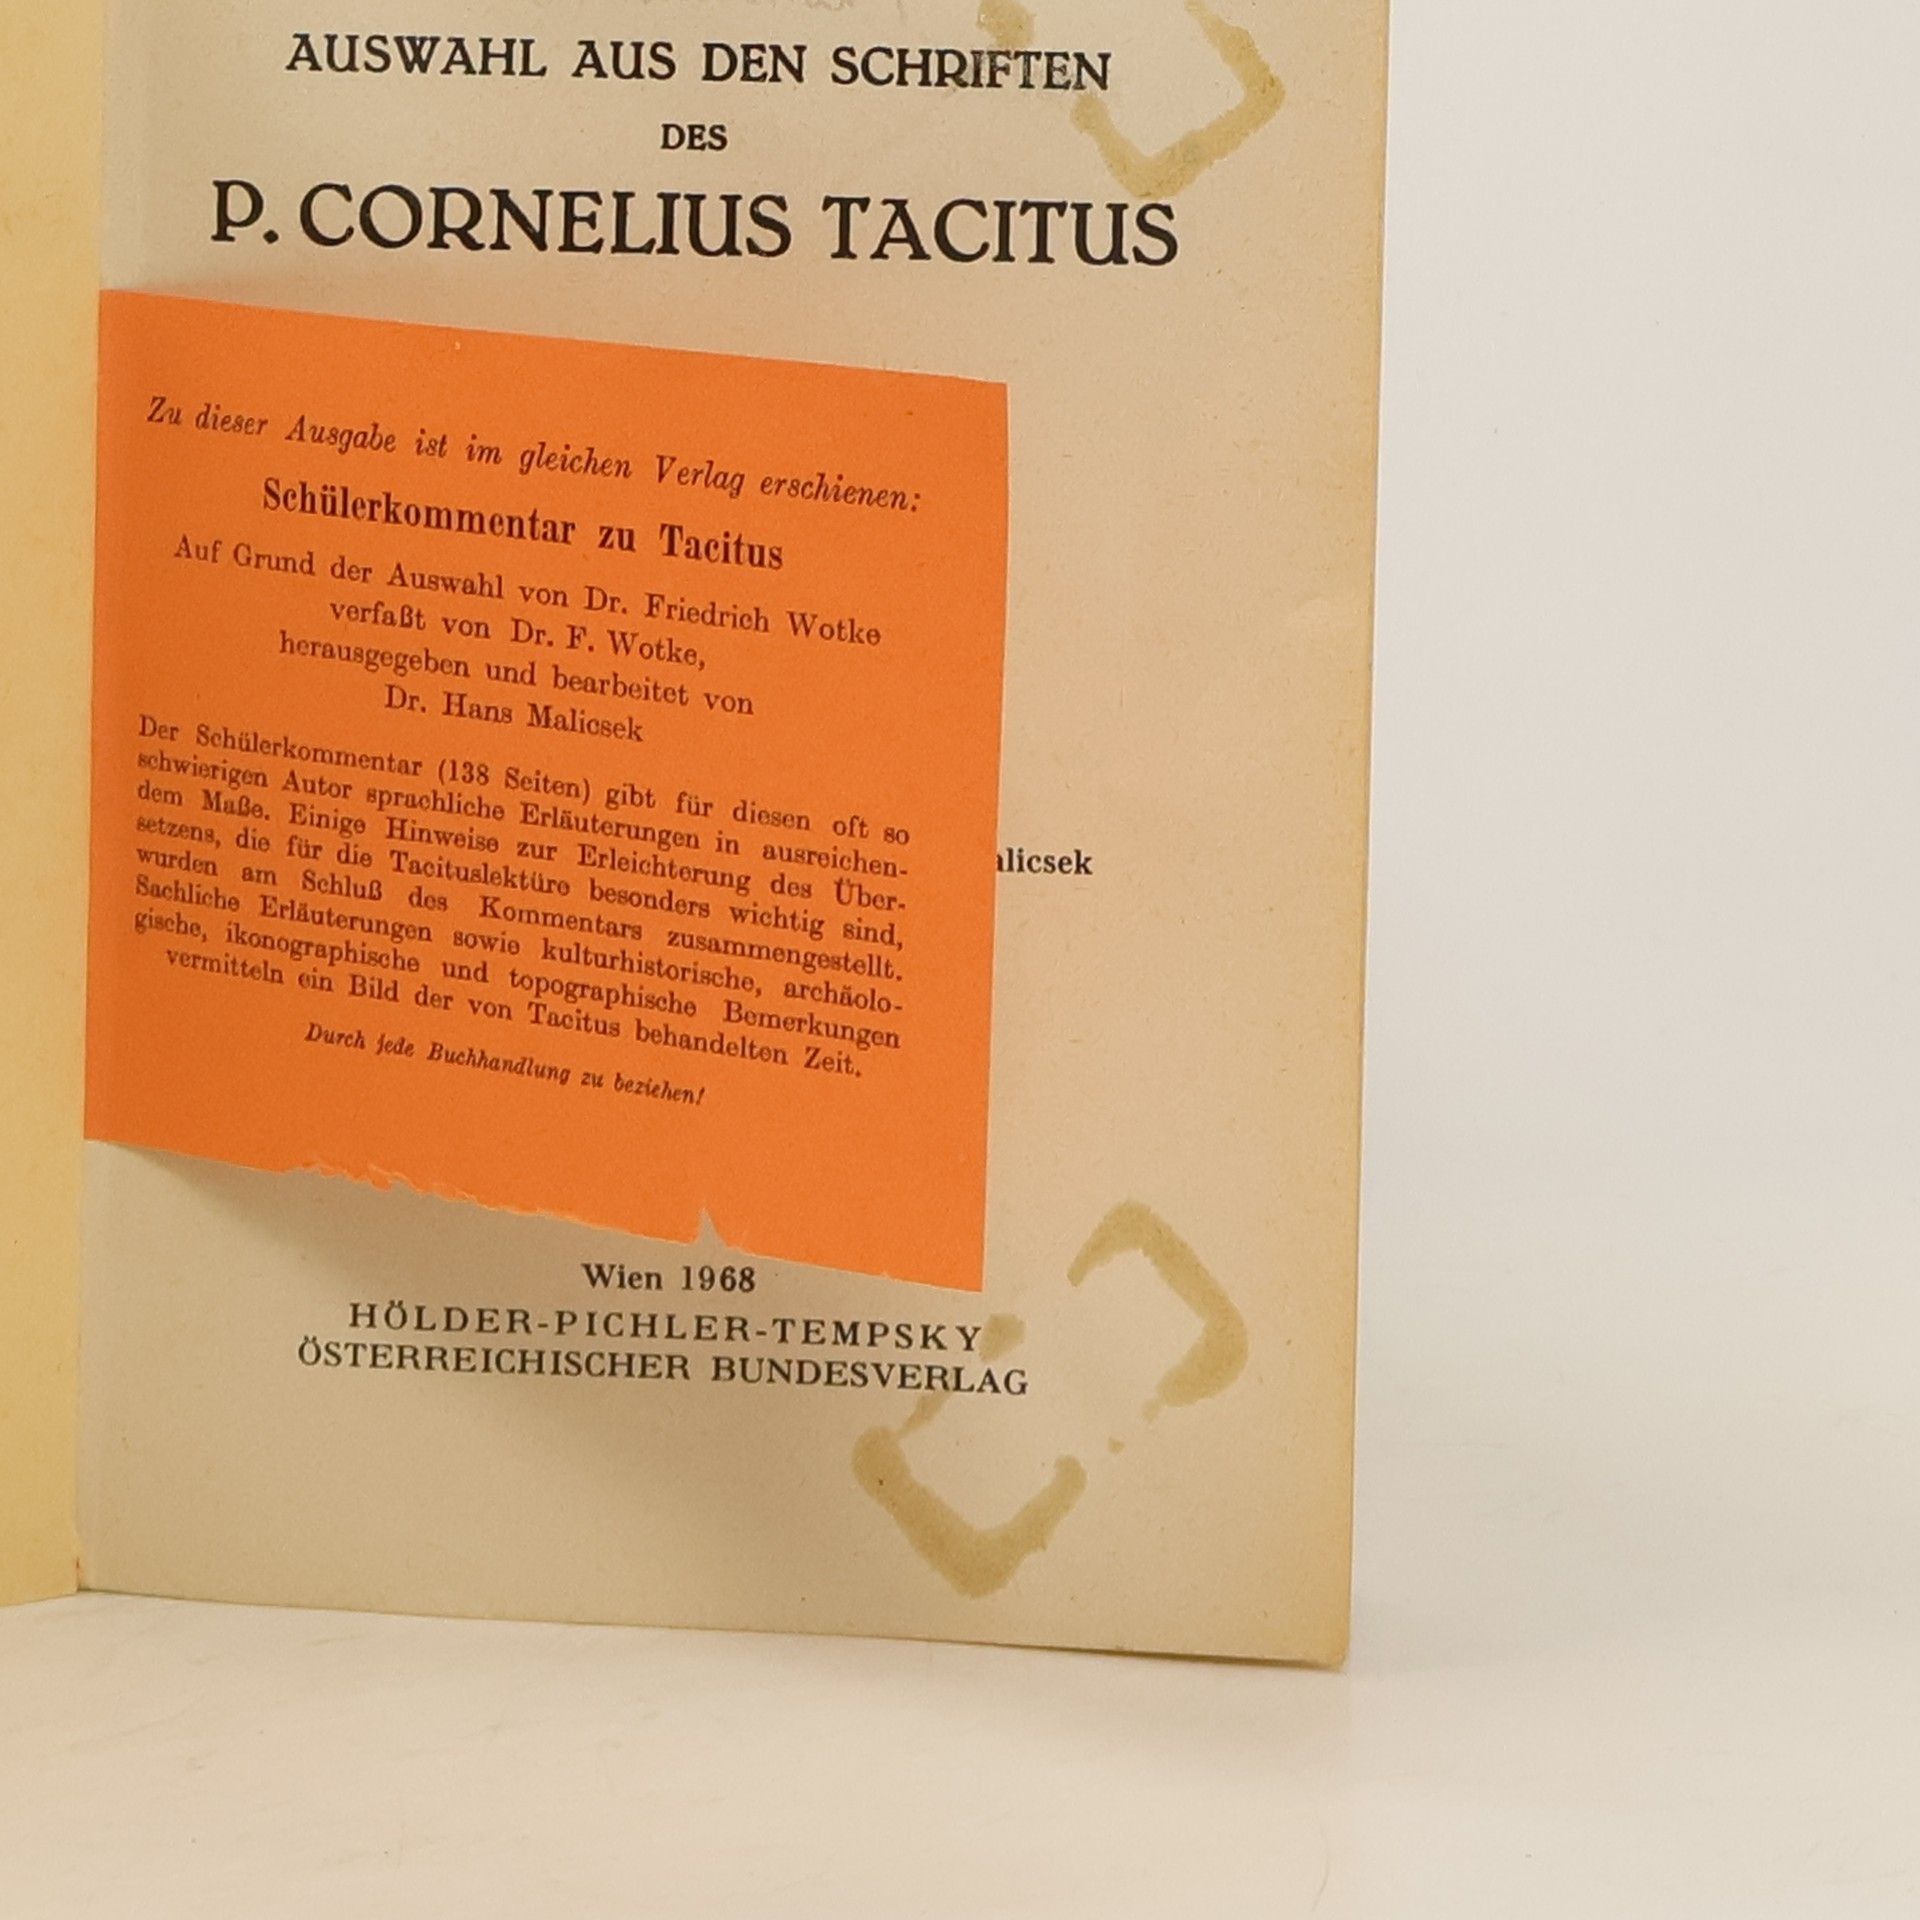 AUSWAHL AUS DEN SCHRIFTEN
DES
P. CORNELIUS TACITUS
Zu dieser Ausgabe ist im gleichen Verlag erschienen:
Schülerkommentar zu Tacitus
Auf Grund der Auswahl von Dr. Friedrich Wotke
verfaßt von Dr. F. Wotke,
herausgegeben und bearbeitet von
Dr. Hans Malicsek
Der Schülerkommentar (138 Seiten) gibt für diesen oft so
schwierigen Autor sprachliche Erläuterungen in ausreichen-
dem Maße. Einige Hinweise zur Erleichterung des Über-
setzens, die für die Tacituslektüre besonders wichtig sind,
wurden am Schluß des Kommentars zusammengestellt.
Sachliche Erläuterungen sowie kulturhistorische, archäolo-
gische, ikonographische und topographische Bemerkungen
vermitteln ein Bild der von Tacitus behandelten Zeit.
Durch jede Buchhandlung zu beziehen!
alicsek
Wien 1968
HÖLDER-PICHLER-TEMPSKY
ÖSTERREICHISCHER BUNDESVERLAG